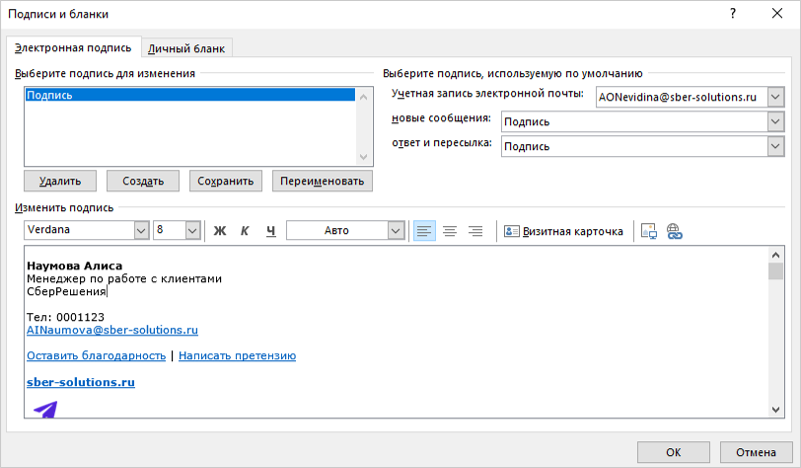 Подписи и бланки
?
Электронная подпись
Личный бланк
Выберите подпись для изменения
Подпись
Удалить
Создать
Сохранить
Переименовать
Выберите подпись, используемую по умолчанию
Учетная запись электронной почты:
AONevidina@sber-solutions.ru
новые сообщения:
Подпись
ответ и пересылка:
Подпись
Изменить подпись
Verdana
8
Ж
К
Ч
Авто
Визитная карточка
Наумова Алиса
Менеджер по работе с клиентами
СберРешения
Тел: 0001123
AINaumova@sber-solutions.ru
Оставить благодарность | Написать претензию
sber-solutions.ru
ОК
Отмена